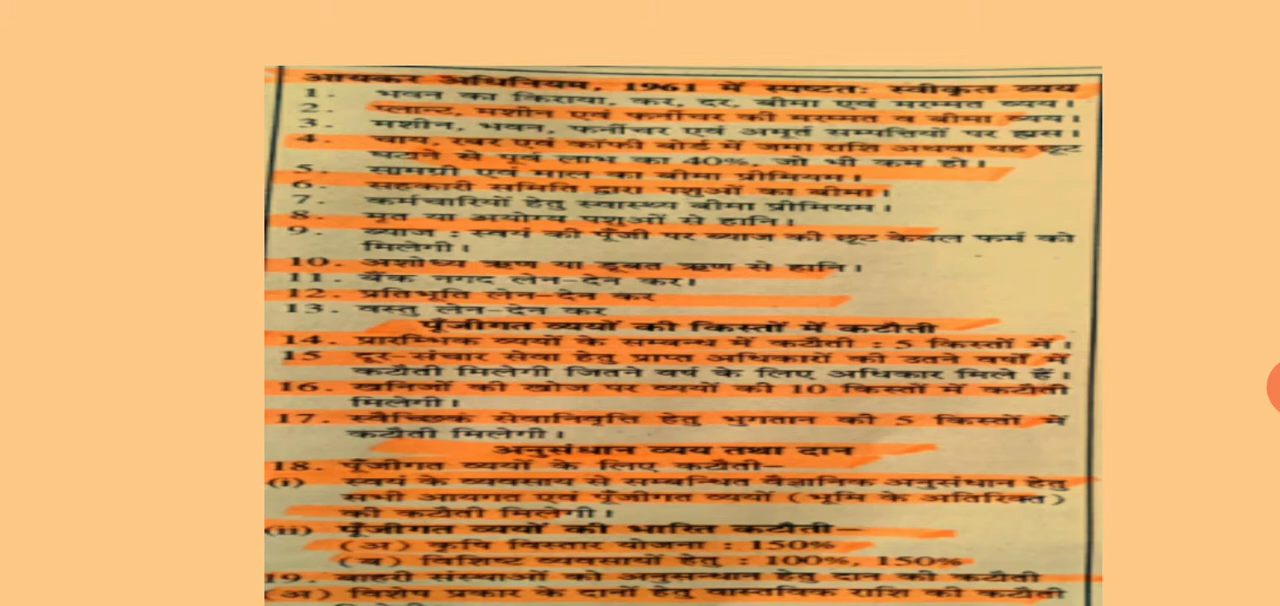 आयकर अधिनियम, 1961 में स्पष्टतः स्वीकृत व्यय
1. भवन का किराया, कर, दर, बीमा एवं मरम्मत व्यय।
2. प्लान्ट, मशीन एवं फर्नीचर की मरम्मत व बीमा व्यय।
3. मशीन, भवन, फर्नीचर एवं अमूर्त सम्पत्तियों पर ह्रास।
4. चाय, रबर एवं कॉफी बोर्ड में जमा राशि अथवा यह छूट
घटाने से पूर्व लाभ का 40%, जो भी कम हो।
5. सामग्री एवं माल का बीमा प्रीमियम।
6. सहकारी समिति द्वारा पशुओं का बीमा।
7. कर्मचारियों हेतु स्वास्थ्य बीमा प्रीमियम।
8. मृत या अयोग्य पशुओं से हानि।
9. ब्याज : स्वयं की पूँजी पर ब्याज की छूट केवल फर्म को
मिलेगी।
10. अशोध्य ऋण या डूबत ऋण से हानि।
11. बैंक नगद लेन-देन कर।
12. प्रतिभूति लेन-देन कर
13. वस्तु लेन-देन कर
पूँजीगत व्ययों की किस्तों में कटौती
14. प्रारम्भिक व्ययों के सम्बन्ध में कटौती : 5 किस्तों में।
15 दूर-संचार सेवा हेतु प्राप्त अधिकारों की उतने वर्षों में
कटौती मिलेगी जितने वर्ष के लिए अधिकार मिले हैं।
16. खनिजों की खोज पर व्ययों की 10 किस्तों में कटौती
मिलेगी।
17. स्वैच्छिक सेवानिवृत्ति हेतु भुगतान की 5 किस्तों में
कटौती मिलेगी।
अनुसंधान व्यय तथा दान
18. पूँजीगत व्ययों के लिए कटौती-
(i) स्वयं के व्यवसाय से सम्बन्धित वैज्ञानिक अनुसंधान हेतु
सभी आयगत एवं पूँजीगत व्ययों (भूमि के अतिरिक्त)
की कटौती मिलेगी।
(ii) पूँजीगत व्ययों की भारित कटौती-
(अ) कृषि विस्तार योजना : 150%
(ब) विशिष्ट व्यवसायों हेतु : 100%, 150%
19. बाहरी संस्थाओं को अनुसन्धान हेतु दान की कटौती
(अ) विशेष प्रकार के दानों हेतु वास्तविक राशि की कटौती